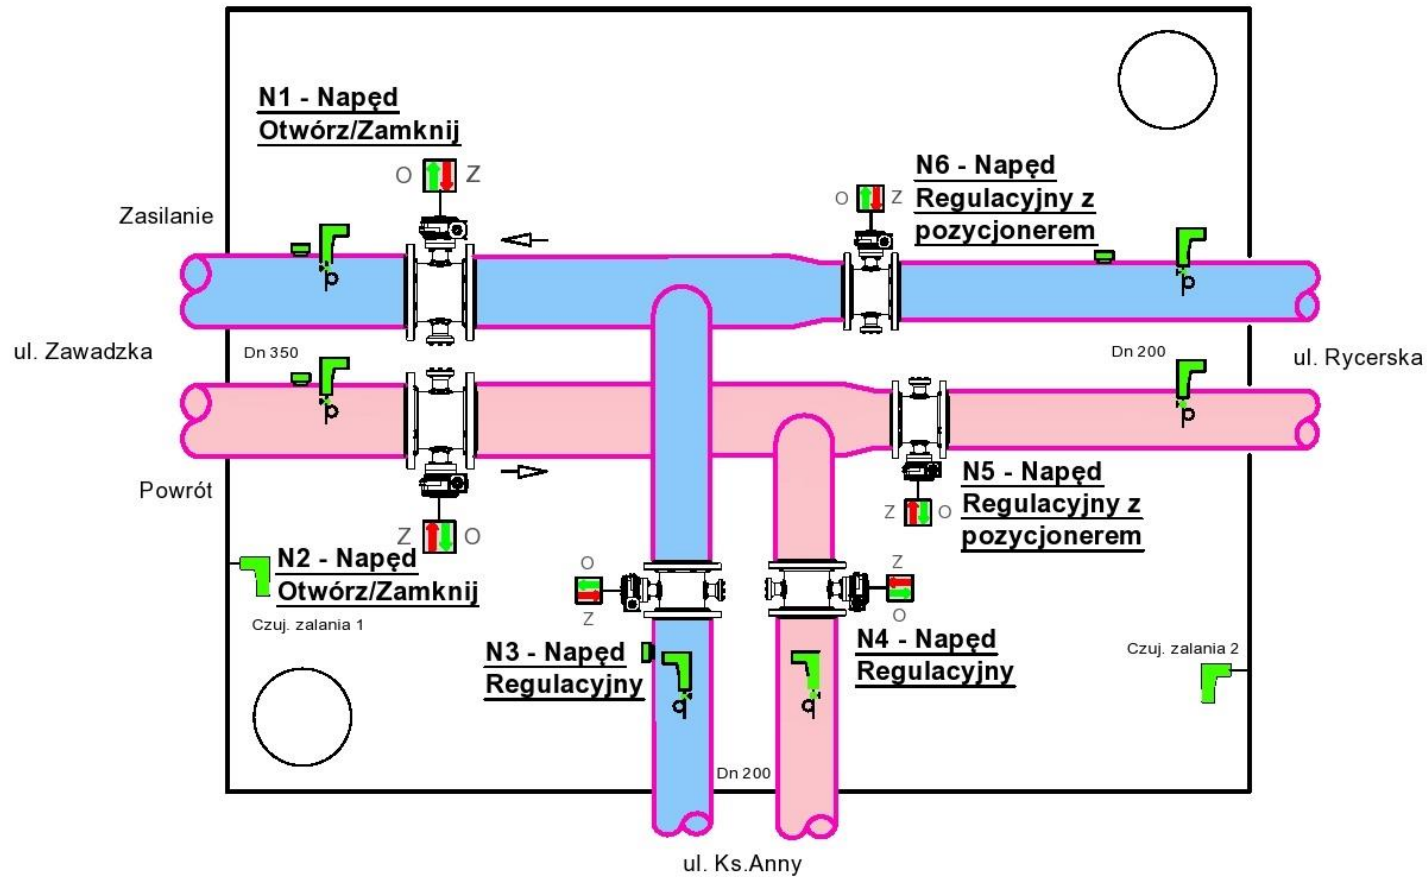 N1 - Napęd
Otwórz/Zamknij
O Z
N6 - Napęd
Regulacyjny z
pozycjonerem
O Z
Zasilanie
ul. Zawadzka
Dn 350
Dn 200
ul. Rycerska
Powrót
N5 - Napęd
Regulacyjny z
pozycjonerem
Z O
Z O
N2 - Napęd
Otwórz/Zamknij
Czuj. zalania 1
O
Z
Z
O
N3 - Napęd
Regulacyjny
N4 - Napęd
Regulacyjny
Czuj. zalania 2
Dn 200
ul. Ks.Anny